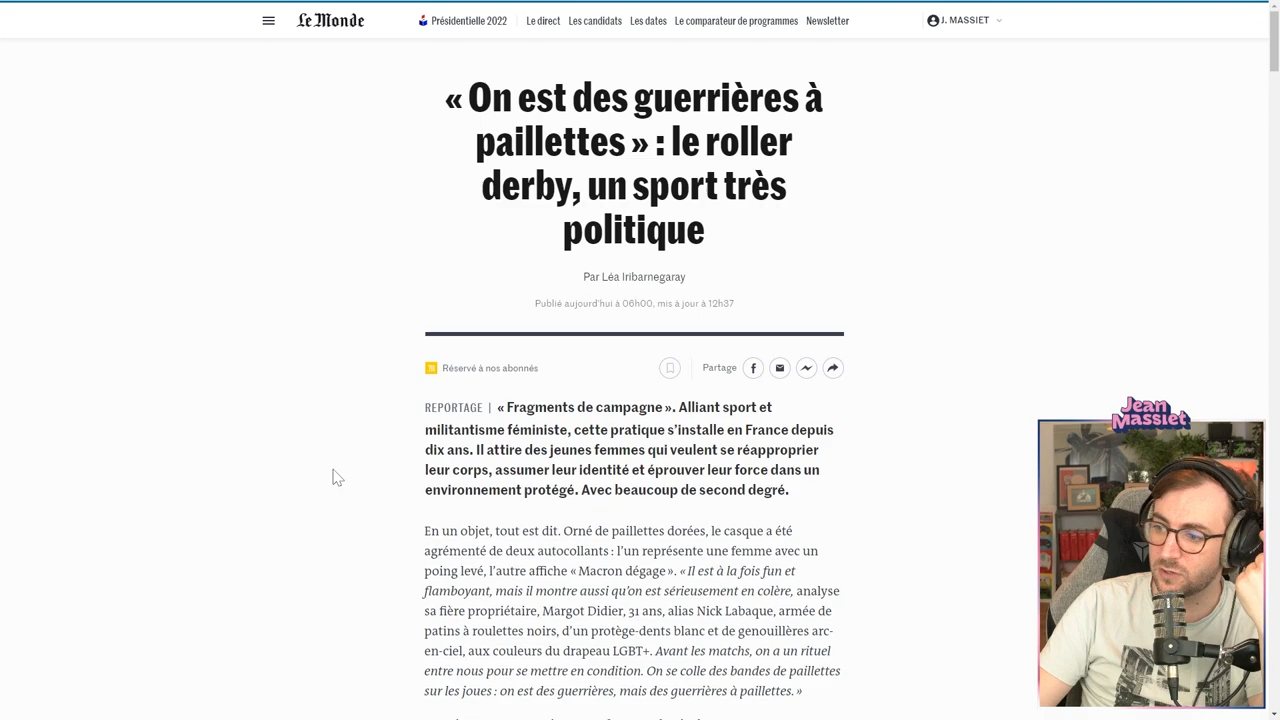 Le Monde
Présidentielle 2022
Le direct
Les candidats
Les dates
Le comparateur de programmes
Newsletter
J. MASSIET
« On est des guerrières à
paillettes » : le roller
derby, un sport très
politique
Par Léa Iribarnegaray
Publié aujourd'hui à 06h00, mis à jour à 12h37
Réservé à nos abonnés
Partage
REPORTAGE | « Fragments de campagne ». Alliant sport et
militantisme féministe, cette pratique s'installe en France depuis
dix ans. Il attire des jeunes femmes qui veulent se réapproprier
leur corps, assumer leur identité et éprouver leur force dans un
environnement protégé. Avec beaucoup de second degré.
En un objet, tout est dit. Orné de paillettes dorées, le casque a été
agrémenté de deux autocollants : l'un représente une femme avec un
poing levé, l'autre affiche « Macron dégage ». « Il est à la fois fun et
flamboyant, mais il montre aussi qu'on est sérieusement en colère, analyse
sa fière propriétaire, Margot Didier, 31 ans, alias Nick Labaque, armée de
patins à roulettes noirs, d'un protège-dents blanc et de genouillères arc-
en-ciel, aux couleurs du drapeau LGBT+. Avant les matchs, on a un rituel
entre nous pour se mettre en condition. On se colle des bandes de paillettes
sur les joues : on est des guerrières, mais des guerrières à paillettes. »
Jean
Massiet